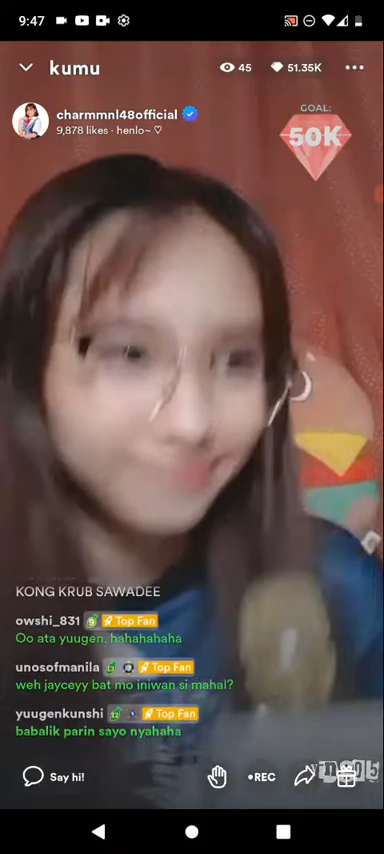 9:47
kumu
45
51.35K
charmmnl48official
9,878 likes · henlo~ ♡
GOAL:
50K
KONG KRUB SAWADEE
owshi_831 Top Fan
Oo ata yuugen, hahahahaha
unosofmanila Top Fan
weh jayceyy bat mo iniwan si mahal?
yuugenkunshi Top Fan
babalik parin sayo nyahaha
Say hi!
•REC